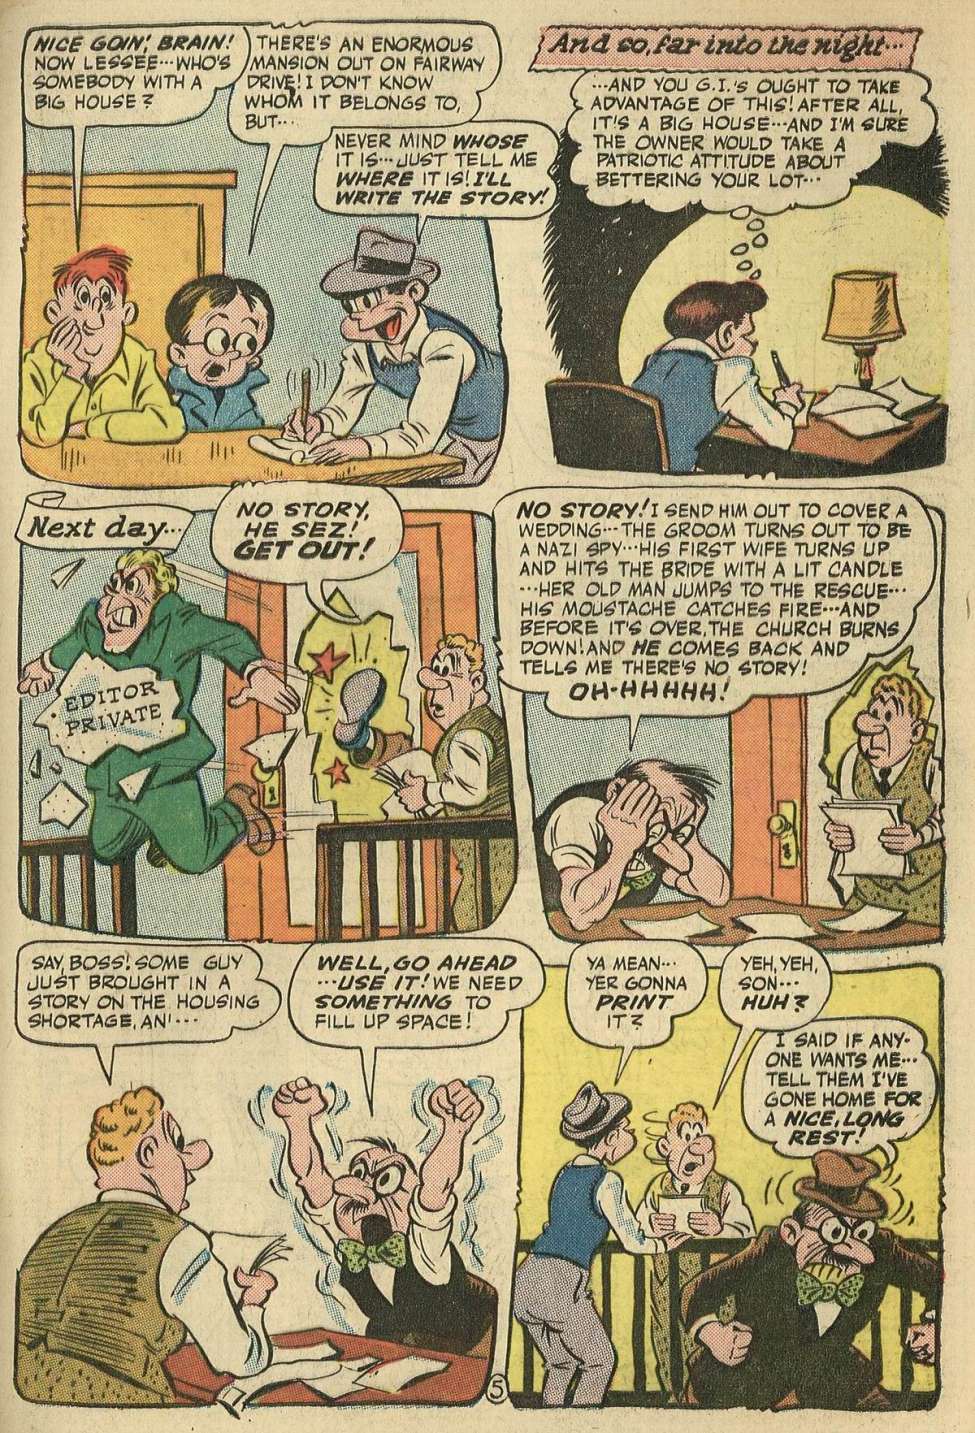 NICE GOIN', BRAIN!
NOW LESSEE...WHO'S
SOMEBODY WITH A
BIG HOUSE?
THERE'S AN ENORMOUS
MANSION OUT ON FAIRWAY
DRIVE! I DON'T KNOW
WHOM IT BELONGS TO,
BUT...
NEVER MIND WHOSE
IT IS...JUST TELL ME
WHERE IT IS! I'LL
WRITE THE STORY!
And so, far into the night...
...AND YOU G.I.'S OUGHT TO TAKE
ADVANTAGE OF THIS! AFTER ALL,
IT'S A BIG HOUSE...AND I'M SURE
THE OWNER WOULD TAKE A
PATRIOTIC ATTITUDE ABOUT
BETTERING YOUR LOT...
Next day...
NO STORY,
HE SEZ!
GET OUT!
EDITOR
PRIVATE
NO STORY! I SEND HIM OUT TO COVER A
WEDDING...THE GROOM TURNS OUT TO BE
A NAZI SPY...HIS FIRST WIFE TURNS UP
AND HITS THE BRIDE WITH A LIT CANDLE
...HER OLD MAN JUMPS TO THE RESCUE...
HIS MOUSTACHE CATCHES FIRE...AND
BEFORE IT'S OVER, THE CHURCH BURNS
DOWN! AND HE COMES BACK AND
TELLS ME THERE'S NO STORY!
OH-HHHHH!
SAY, BOSS! SOME GUY
JUST BROUGHT IN A
STORY ON THE HOUSING
SHORTAGE, AN'...
WELL, GO AHEAD
...USE IT! WE NEED
SOMETHING TO
FILL UP SPACE!
YA MEAN...
YER GONNA
PRINT
IT?
YEH, YEH,
SON...
HUH?
I SAID IF ANY-
ONE WANTS ME...
TELL THEM I'VE
GONE HOME FOR
A NICE, LONG
REST!
5